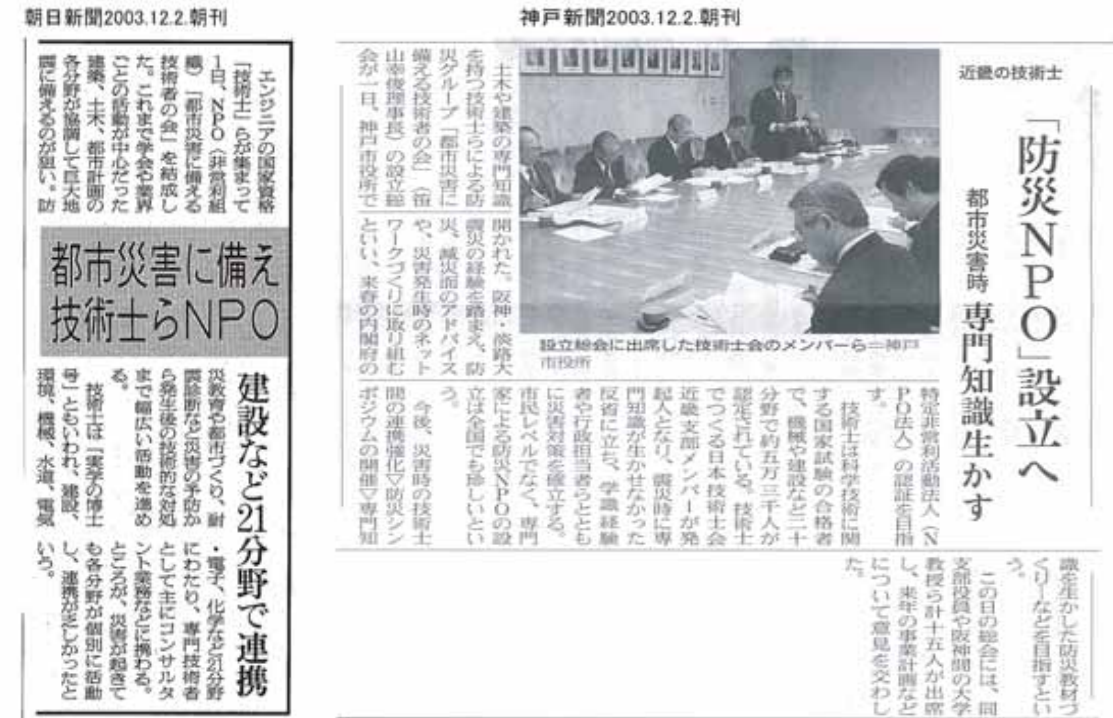 朝日新聞2003.12.2.朝刊
都市災害に備え
技術士らNPO
建設など21分野で連携
エンジニアの国家資格
「技術士」らが集まって
1日、NPO(非営利組
織)「都市災害に備える
技術者の会」を結成し
た。これまで学会や業界
ごとの活動が中心だった
建築、土木、都市計画の
各分野が協調して巨大地
震に備えるのが狙い。防
災教育や都市づくり、耐
震診断など災害の予防か
ら発生後の技術的な対処
まで幅広い活動を進め
る。
技術士は「実学の博士
号」ともいわれ、建設、
環境、機械、水道、電気
・電子、化学など21分野
にわたり、専門技術者
として主にコンサルタ
ント業務などに携わる。
ところが、災害が起きて
も各分野が個別に活動
し、連携が乏しかったと
いう。
神戸新聞2003.12.2.朝刊
近畿の技術士
「防災NPO」設立へ
都市災害時 専門知識生かす
設立総会に出席した技術士会のメンバーら=神戸
市役所
土木や建築の専門知識
を持つ技術士らによる防
災グループ「都市災害に
備える技術者の会」(笹
山幸俊理事長)の設立総
会が一日、神戸市役所で
開かれた。阪神・淡路大
震災の経験を踏まえ、防
災、減災面のアドバイス
や、災害発生時のネット
ワークづくりに取り組む
といい、来春の内閣府の
特定非営利活動法人(N
PO法人)の認証を目指
す。
技術士は科学技術に関
する国家試験の合格者
で、機械や建設など二十
分野で約五万三千人が
認定されている。技術士
でつくる日本技術士会
近畿支部メンバーが発
起人となり、震災時に専
門知識が生かせなかった
反省に立ち、学識経験
者や行政担当者らととも
に災害対策を確立する。
市民レベルでなく、専門
家による防災NPOの設
立は全国でも珍しいとい
う。
今後、災害時の技術士
間の連携強化▽防災シン
ポジウムの開催▽専門知
識を生かした防災教材づ
くり―などを目指すとい
う。
この日の総会には、同
支部役員や阪神間の大学
教授ら計十五人が出席
し、来年の事業計画など
について意見を交わし
た。